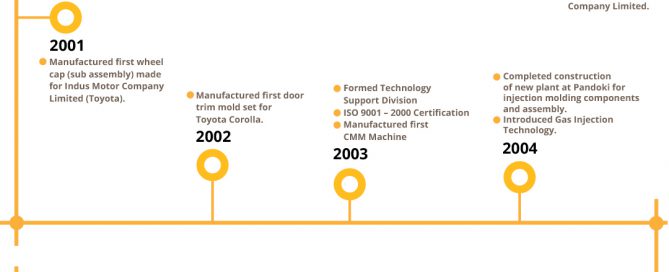 Company Limited.
2001
Manufactured first wheel
cap (sub assembly) made
for Indus Motor Company
Limited (Toyota).
Manufactured first door
trim mold set for
Toyota Corolla.
2002
Formed Technology
Support Division
ISO 9001 – 2000 Certification
Manufactured first
CMM Machine
2003
Completed construction
of new plant at Pandoki for
injection molding components
and assembly.
Introduced Gas Injection
Technology.
2004